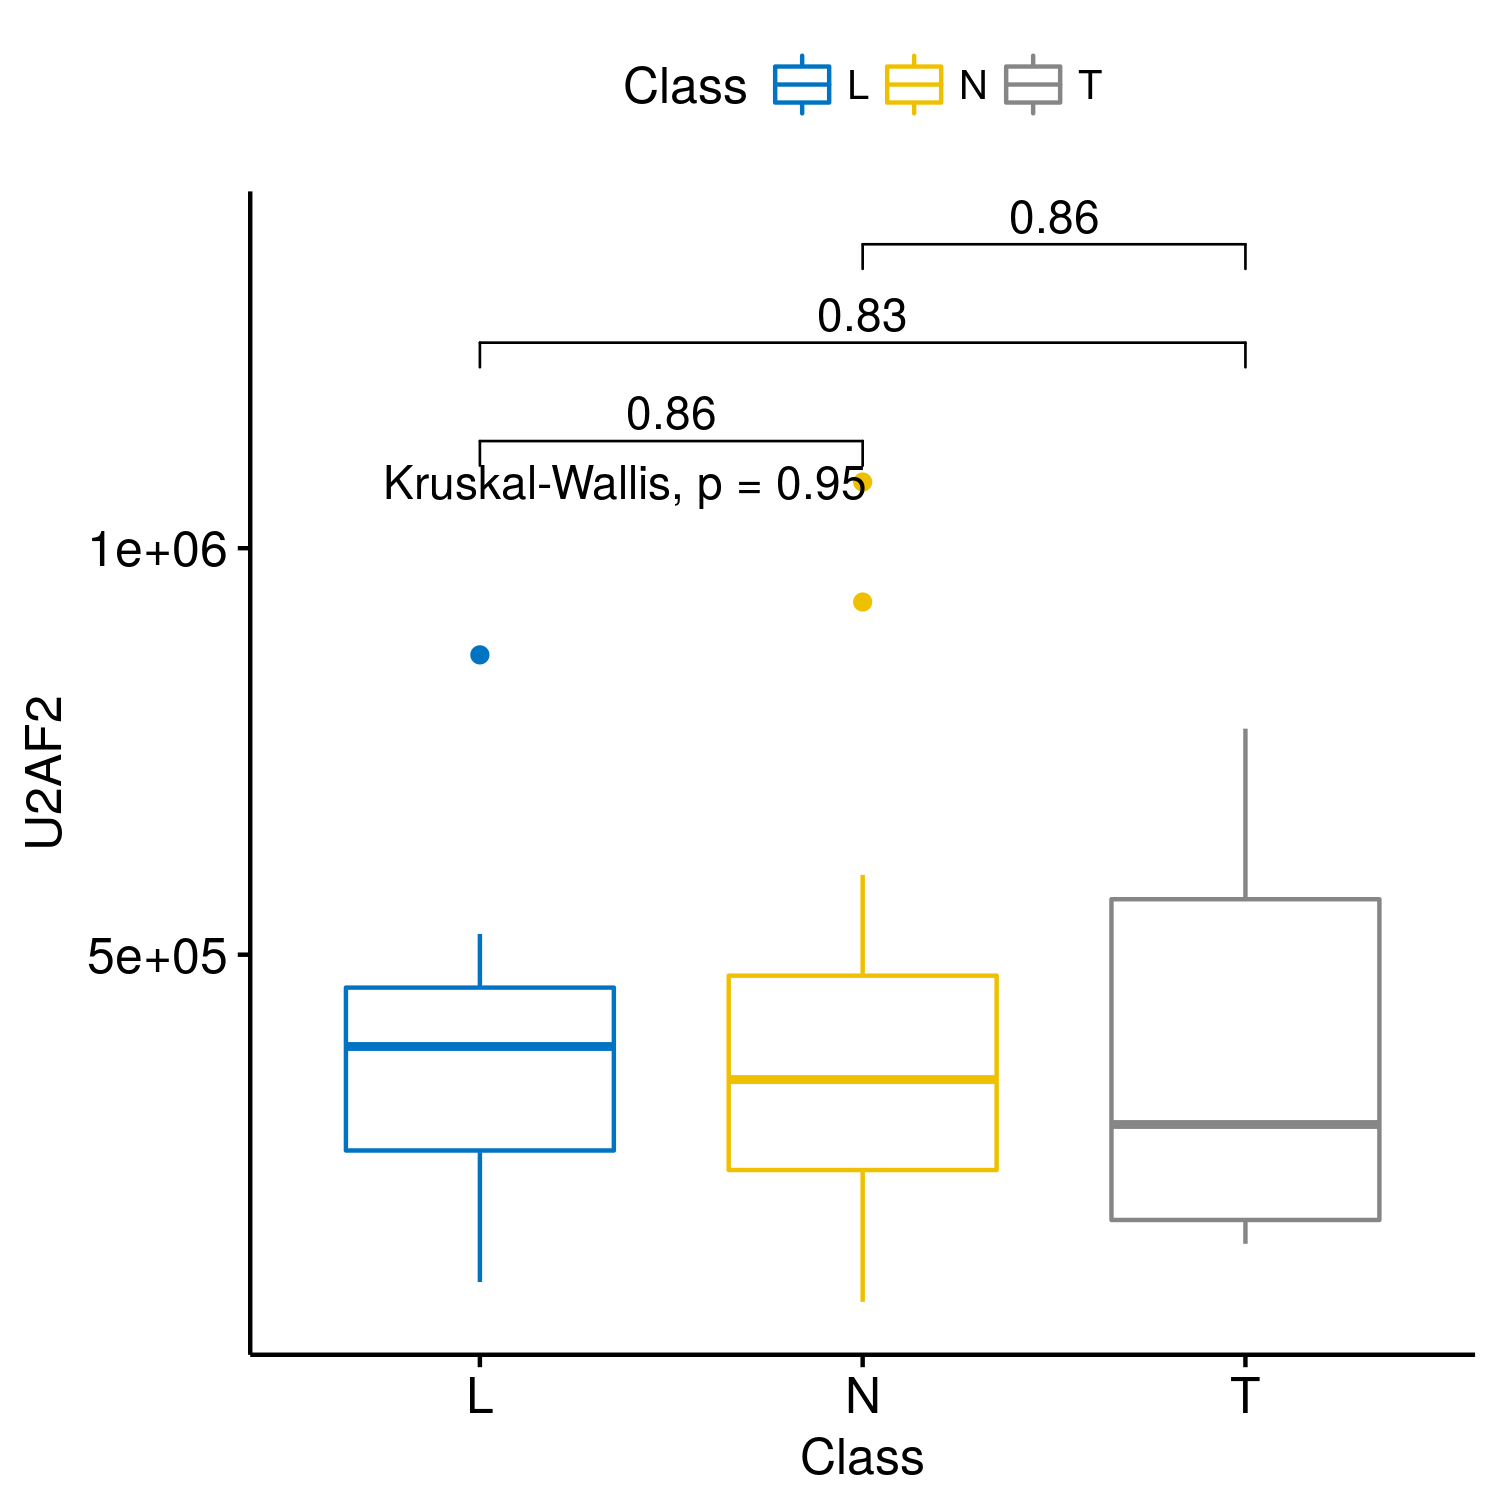 Class L N T
0.86
0.83
0.86
Kruskal-Wallis, p = 0.95
1e+06
5e+05
U2AF2
L N T
Class